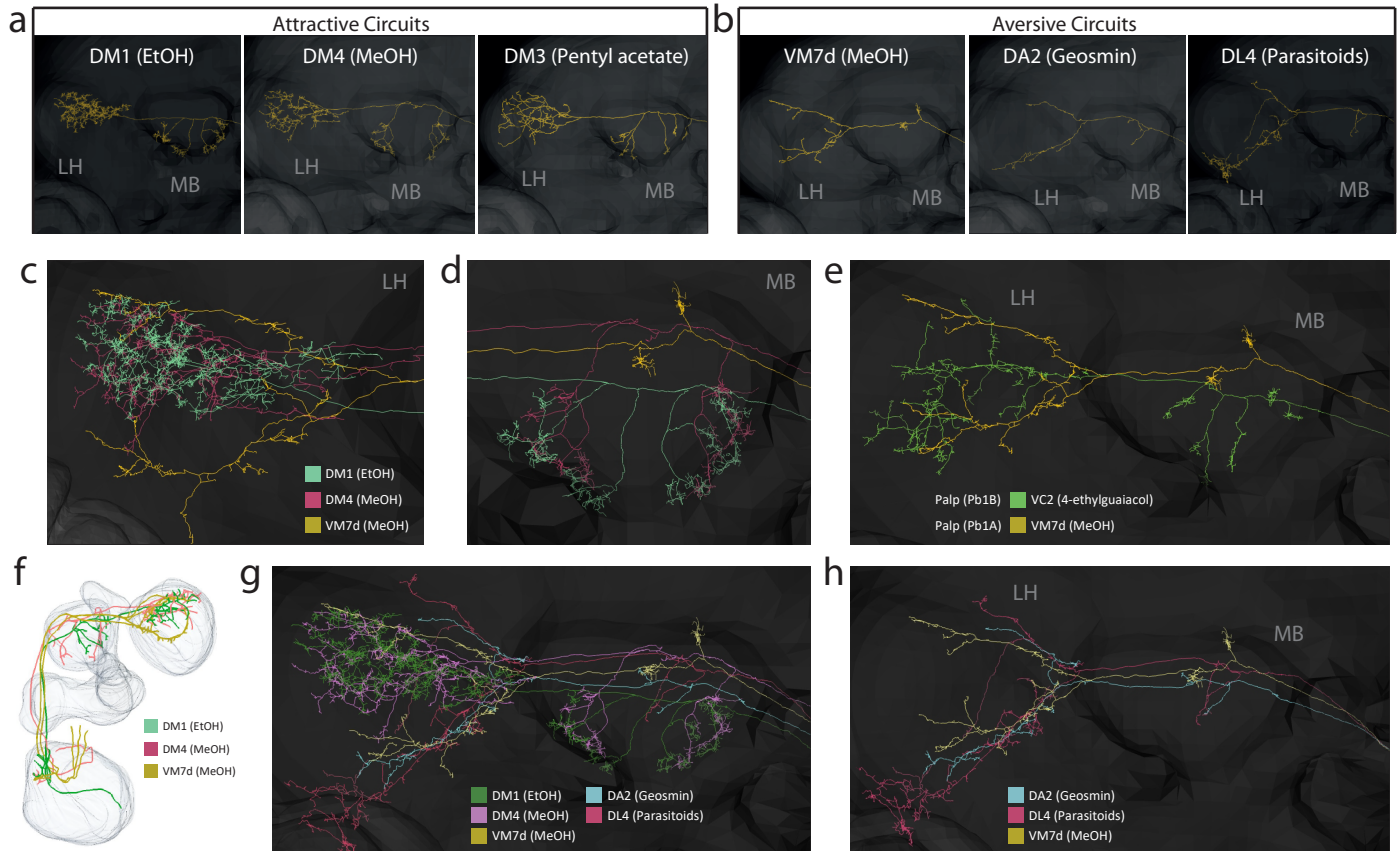 a
Attractive Circuits
DM1 (EtOH)
LH
MB
DM4 (MeOH)
LH
MB
DM3 (Pentyl acetate)
LH
MB
b
Aversive Circuits
VM7d (MeOH)
LH
MB
DA2 (Geosmin)
LH
MB
DL4 (Parasitoids)
LH
MB
c
LH
DM1 (EtOH)
DM4 (MeOH)
VM7d (MeOH)
d
MB
e
LH
MB
Palp (Pb1B) VC2 (4-ethylguaiacol)
Palp (Pb1A) VM7d (MeOH)
f
DM1 (EtOH)
DM4 (MeOH)
VM7d (MeOH)
g
DM1 (EtOH) DA2 (Geosmin)
DM4 (MeOH) DL4 (Parasitoids)
VM7d (MeOH)
h
LH
MB
DA2 (Geosmin)
DL4 (Parasitoids)
VM7d (MeOH)